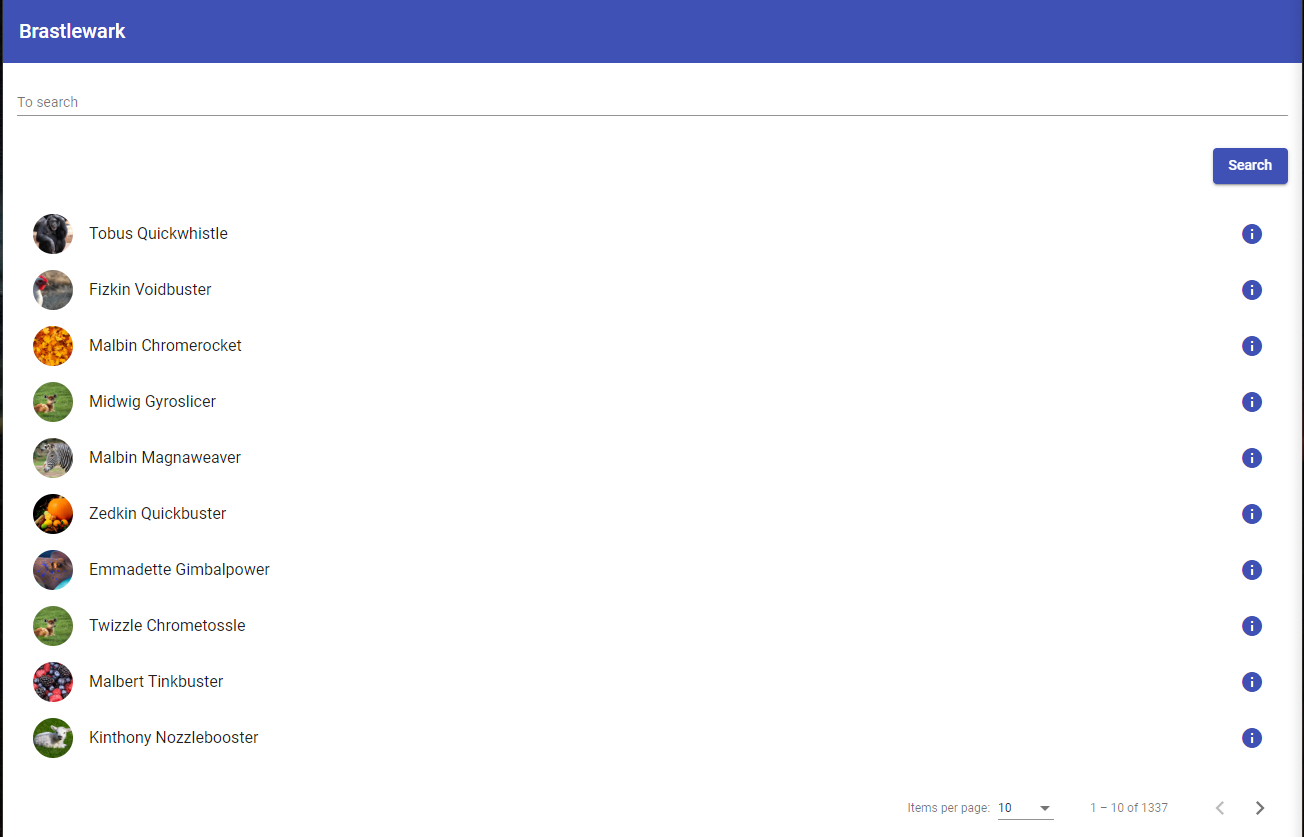 Brastlewark
To search
Search
Tobus Quickwhistle
Fizkin Voidbuster
Malbin Chromerocket
Midwig Gyroslicer
Malbin Magnaweaver
Zedkin Quickbuster
Emmadette Gimbalpower
Twizzle Chrometossle
Malbert Tinkbuster
Kinthony Nozzlebooster
Items per page: 10 1 – 10 of 1337